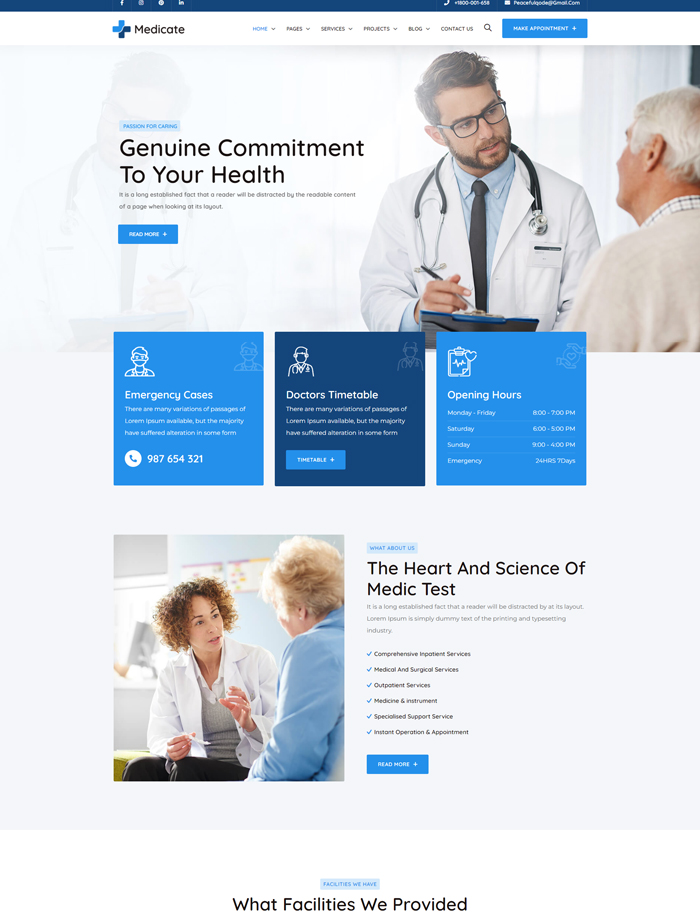 +1800-001-658
Peacefulqode@Gmail.Com
Medicate
HOME
PAGES
SERVICES
PROJECTS
BLOG
CONTACT US
MAKE APPOINTMENT +
PASSION FOR CARING
Genuine Commitment
To Your Health
It is a long established fact that a reader will be distracted by the readable content
of a page when looking at its layout.
READ MORE +
Emergency Cases
There are many variations of passages of
Lorem Ipsum available, but the majority
have suffered alteration in some form
987 654 321
Doctors Timetable
There are many variations of passages of
Lorem Ipsum available, but the majority
have suffered alteration in some form
TIMETABLE +
Opening Hours
Monday - Friday 8:00 - 7:00 PM
Saturday 6:00 - 5:00 PM
Sunday 9:00 - 4:00 PM
Emergency 24HRS 7Days
WHAT ABOUT US
The Heart And Science Of
Medic Test
It is a long established fact that a reader will be distracted by at its layout.
Lorem Ipsum is simply dummy text of the printing and typesetting
industry
Comprehensive Inpatient Services
Medical And Surgical Services
Outpatient Services
Medicine & instrument
Specialised Support Service
Instant Operation & Appointment
READ MORE +
FACILITIES WE HAVE
What Facilities We Provided